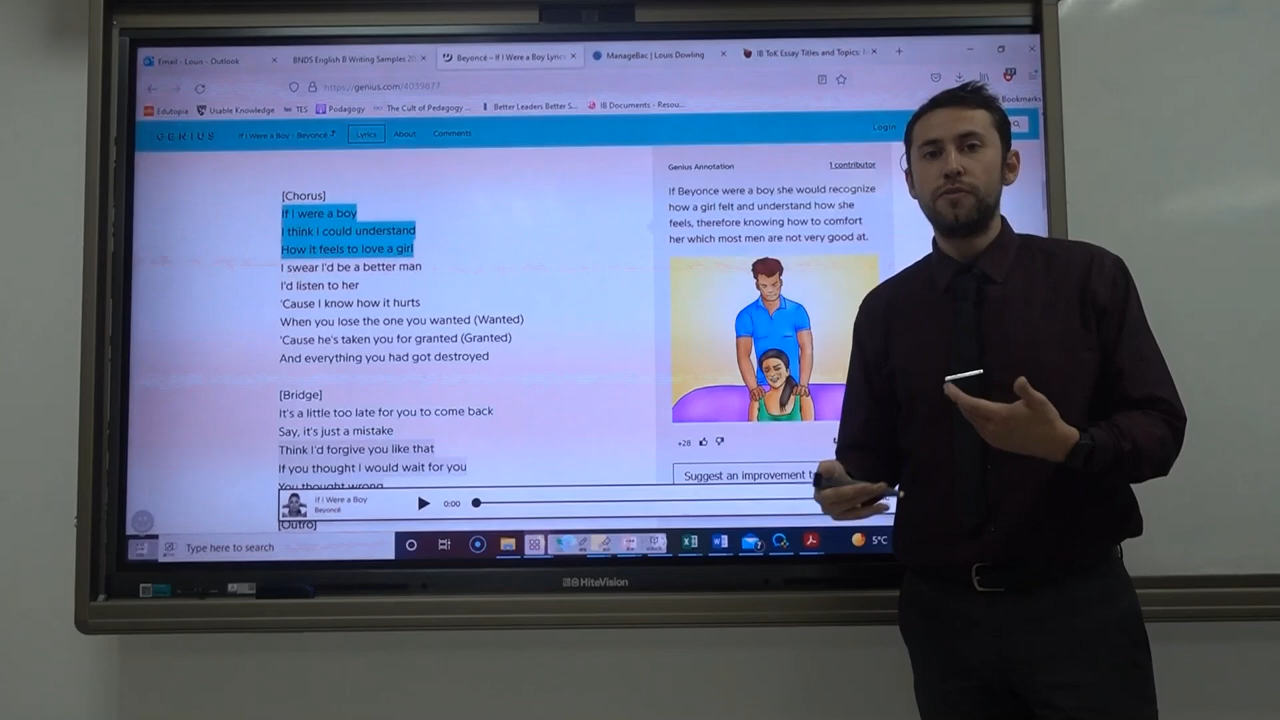 Email - Louis - Outlook
BNDS English B Writing Samples 20
Beyoncé – If I Were a Boy Lyrics
ManageBac | Louis Dowling
IB ToK Essay Titles and Topics:
https://genius.com/4039877
Edutopia
Usable Knowledge
TES
Podagogy
The Cult of Pedagogy ...
Better Leaders Better S...
IB Documents - Resou...
Bookmarks
GENIUS
If I Were a Boy - Beyoncé
Lyrics
About
Comments
Login
[Chorus]
If I were a boy
I think I could understand
How it feels to love a girl
I swear I'd be a better man
I'd listen to her
'Cause I know how it hurts
When you lose the one you wanted (Wanted)
'Cause he's taken you for granted (Granted)
And everything you had got destroyed
[Bridge]
It's a little too late for you to come back
Say, it's just a mistake
Think I'd forgive you like that
If you thought I would wait for you
You thought wrong
[Outro]
Genius Annotation
1 contributor
If Beyonce were a boy she would recognize
how a girl felt and understand how she
feels, therefore knowing how to comfort
her which most men are not very good at.
+28
Suggest an improvement
If I Were a Boy
Beyoncé
0:00
Type here to search
7
5°C
HiteVision